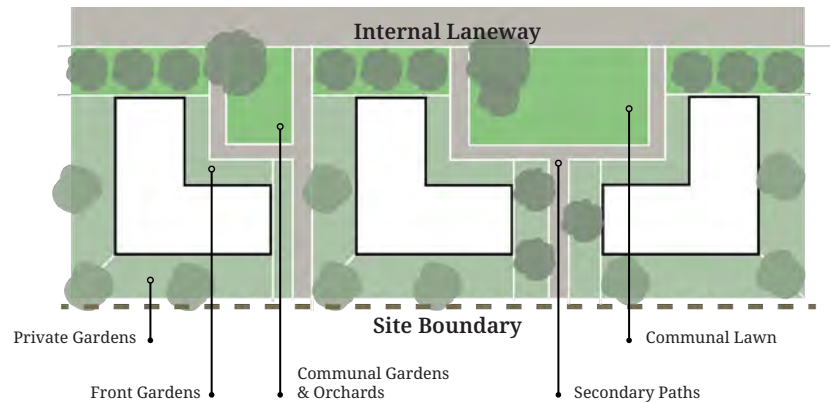 Internal Laneway
Site Boundary
Private Gardens
Communal Lawn
Communal Gardens
& Orchards
Front Gardens
Secondary Paths